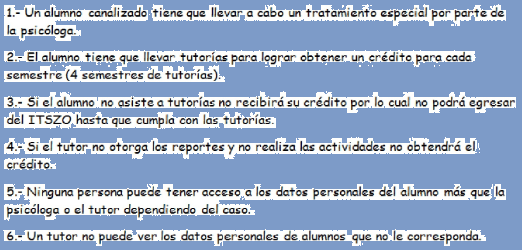 1.- Un alumno canalizado tiene que llevar a cabo un tratamiento especial por parte de
la psicóloga.
2.- El alumno tiene que llevar tutorías para lograr obtener un crédito para cada
semestre (4 semestres de tutorías).
3.- Si el alumno no asiste a tutorías no recibirá su crédito por lo cual no podrá egresar
del ITSZO hasta que cumpla con las tutorías.
4.- Si el tutor no otorga los reportes y no realiza las actividades no obtendrá el
crédito.
5.- Ninguna persona puede tener acceso a los datos personales del alumno más que la
psicóloga o el tutor dependiendo del caso.
6.- Un tutor no puede ver los datos personales de alumnos que no le corresponda.